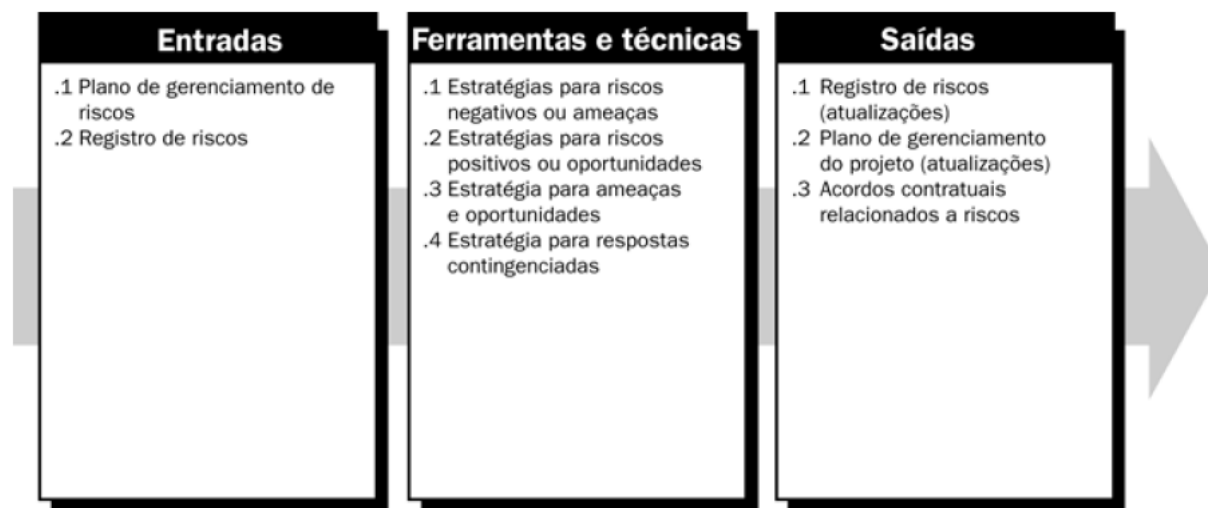 Entradas
.1 Plano de gerenciamento de
riscos
.2 Registro de riscos
Ferramentas e técnicas
.1 Estratégias para riscos
negativos ou ameaças
.2 Estratégias para riscos
positivos ou oportunidades
.3 Estratégia para ameaças
e oportunidades
.4 Estratégia para respostas
contingenciadas
Saídas
.1 Registro de riscos
(atualizações)
.2 Plano de gerenciamento
do projeto (atualizações)
.3 Acordos contratuais
relacionados a riscos